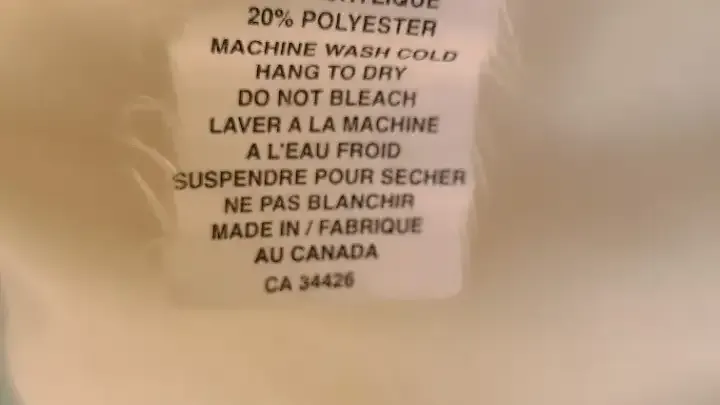 20% POLYESTER
MACHINE WASH COLD
HANG TO DRY
DO NOT BLEACH
LAVER A LA MACHINE
A L'EAU FROID
SUSPENDRE POUR SECHER
NE PAS BLANCHIR
MADE IN / FABRIQUE
AU CANADA
CA 34426